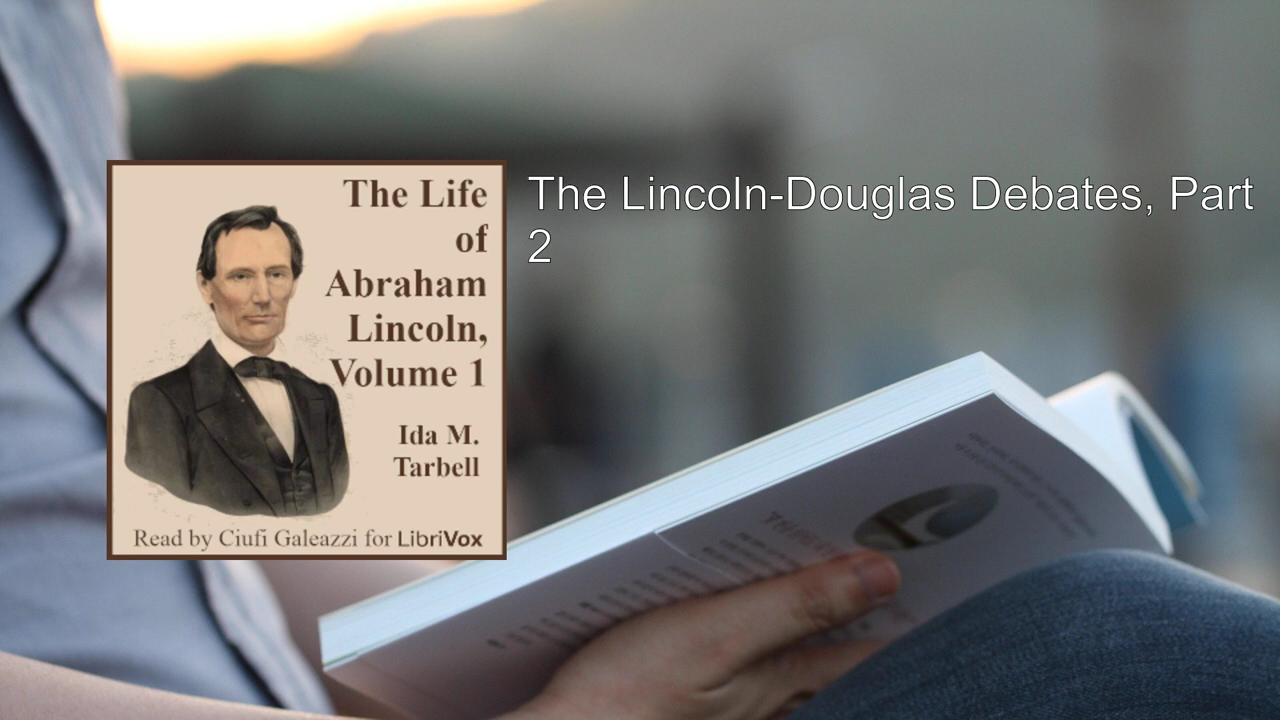 The Life
of
Abraham
Lincoln,
Volume 1
Ida M.
Tarbell
Read by Ciufi Galeazzi for LibriVox
The Lincoln-Douglas Debates, Part
2